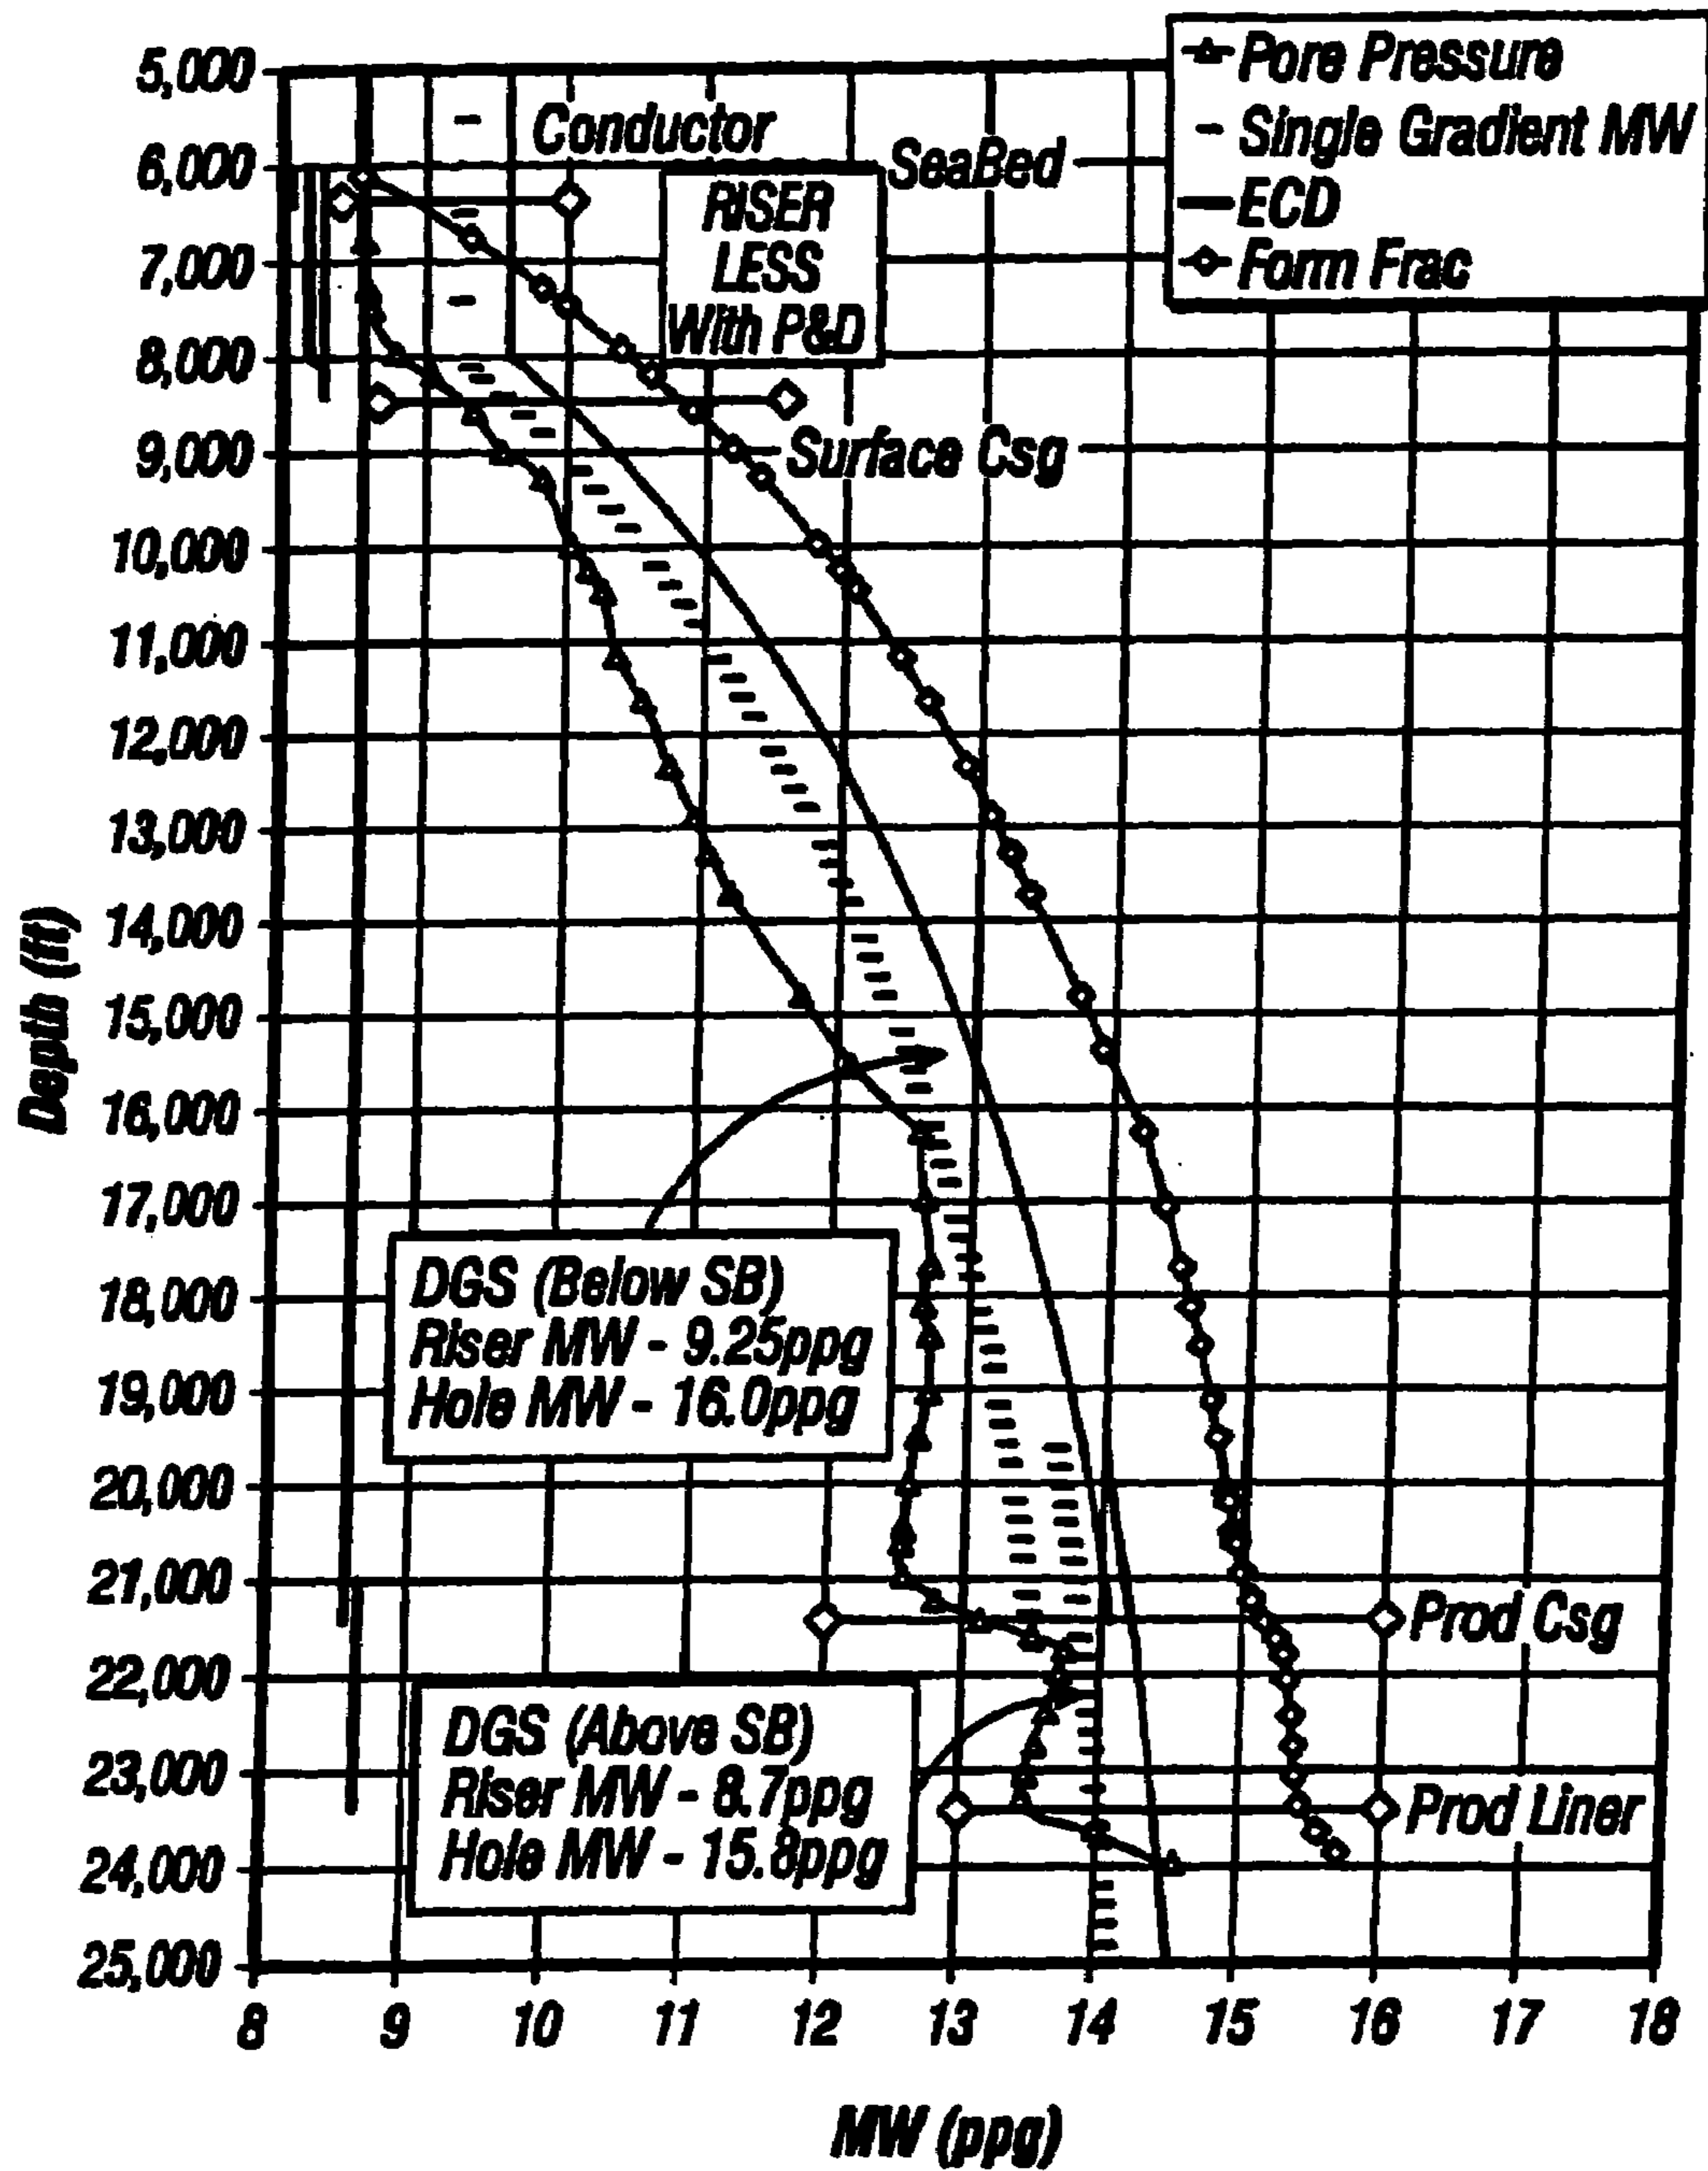 Pore Pressure
Single Gradient MW
ECD
Form Frac
Conductor
SeaBed
RISER
LESS
With P&D
Surface Csg
DGS (Below SB)
Riser MW - 9.25ppg
Hole MW - 16.0ppg
Prod Csg
DGS (Above SB)
Riser MW - 8.7ppg
Hole MW - 15.8ppg
Prod Liner
Depth (ft)
5,000
6,000
7,000
8,000
9,000
10,000
11,000
12,000
13,000
14,000
15,000
16,000
17,000
18,000
19,000
20,000
21,000
22,000
23,000
24,000
25,000
8 9 10 11 12 13 14 15 16 17 18
MW (ppg)